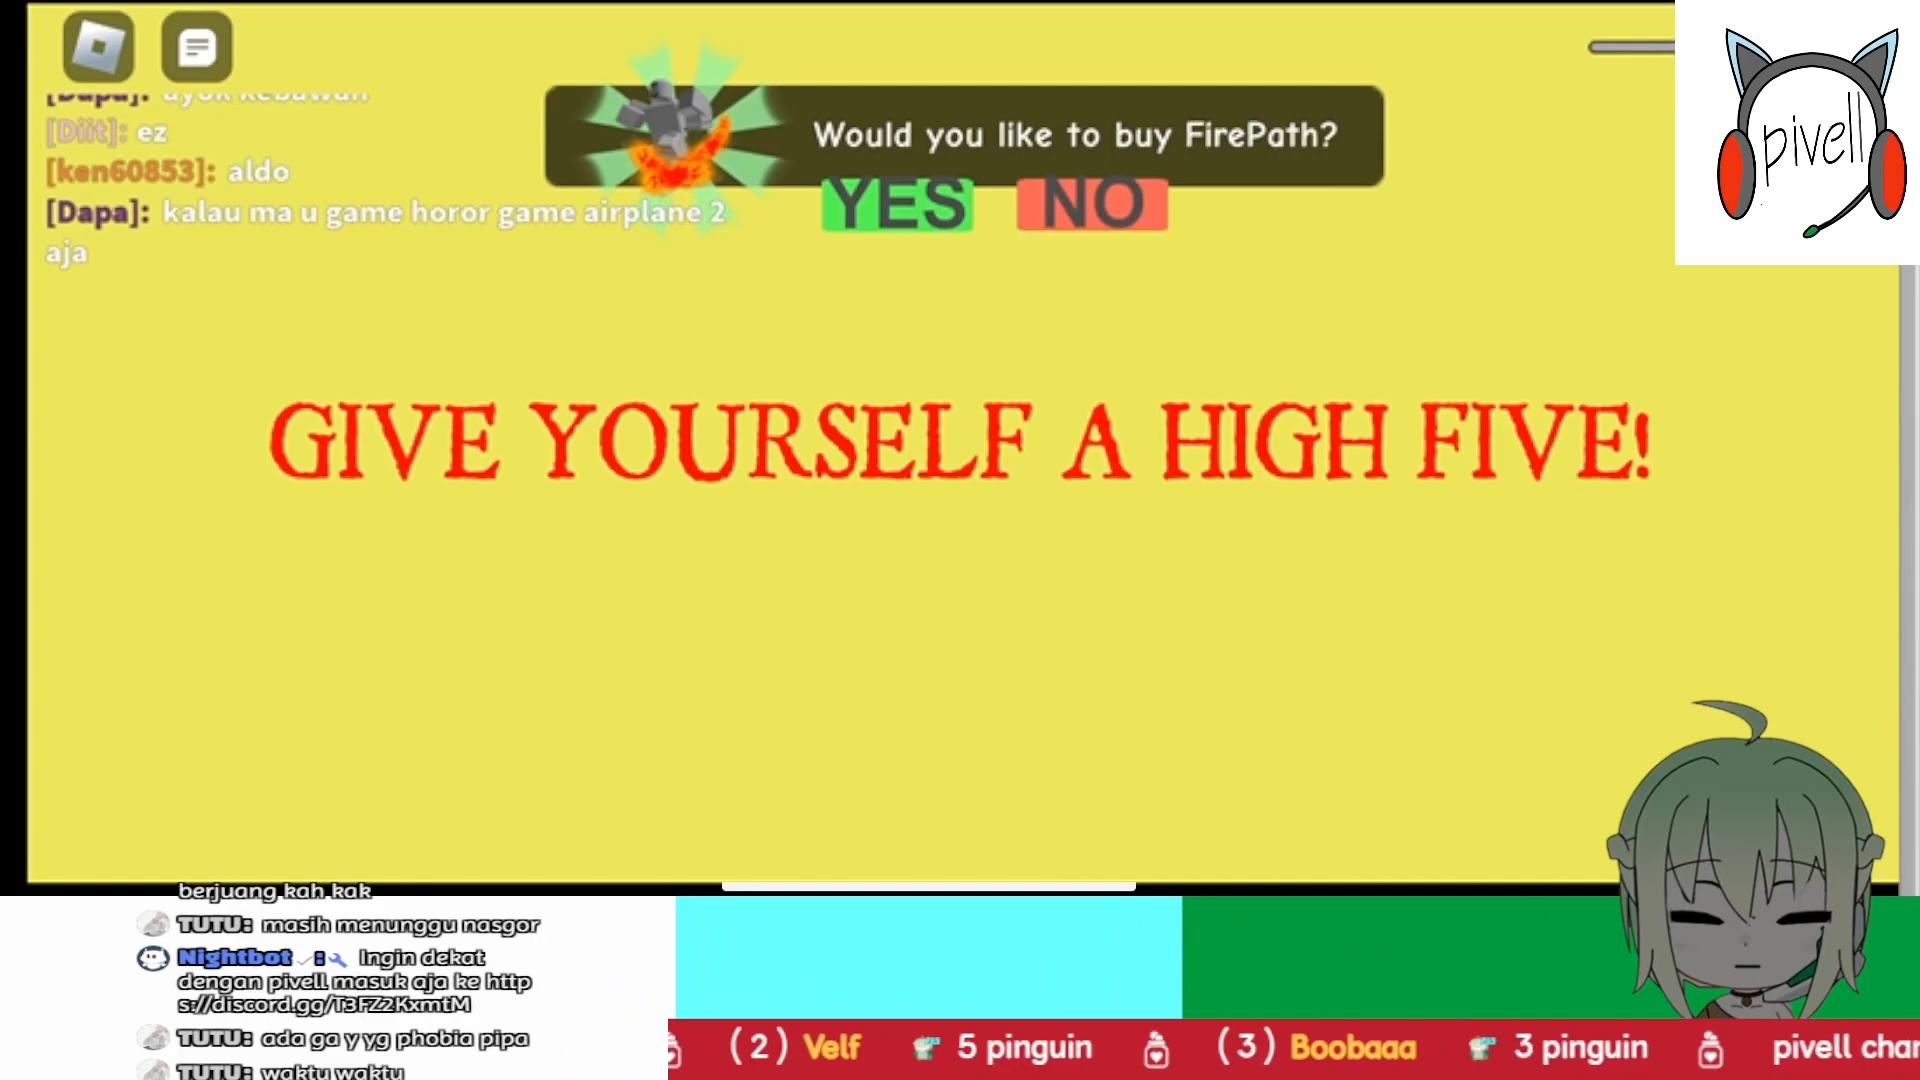 [Dapa]: ayok kebawah
[Diit]: ez
[ken60853]: aldo
[Dapa]: kalau ma u game horor game airplane 2
aja
Would you like to buy FirePath?
YES NO
pivell
GIVE YOURSELF A HIGH FIVE!
berjuang kah kak
TUTU: masih menunggu nasgor
Nightbot : Ingin dekat
dengan pivell masuk aja ke http
s://discord.gg/T3FZ2KxmtM
TUTU: ada ga y yg phobia pipa
TUTU: waktu waktu
(2) Velf 5 pinguin (3) Boobaaa 3 pinguin pivell char